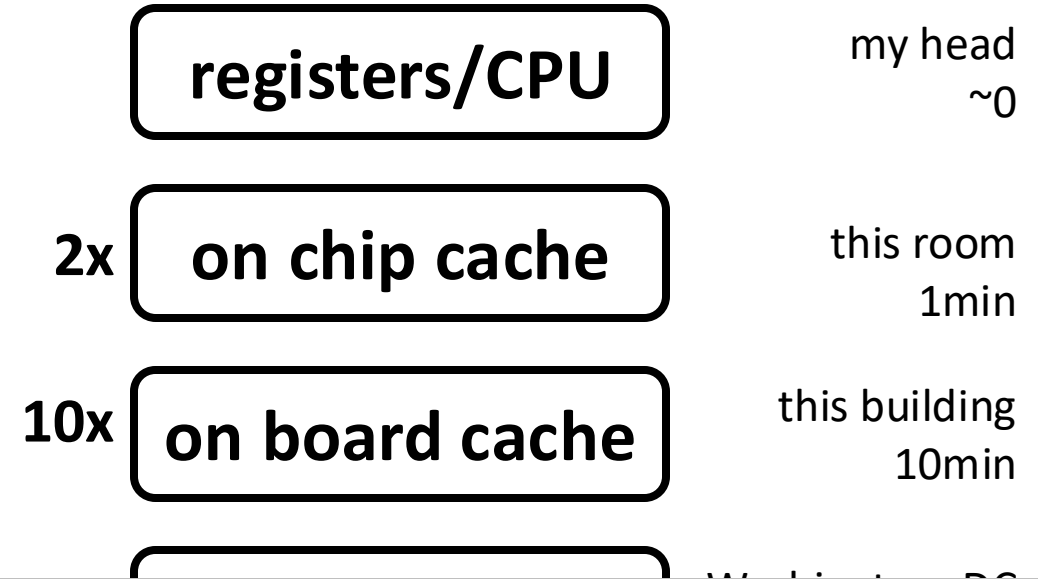 registers/CPU
my head
~0
2x
on chip cache
this room
1min
10x
on board cache
this building
10min